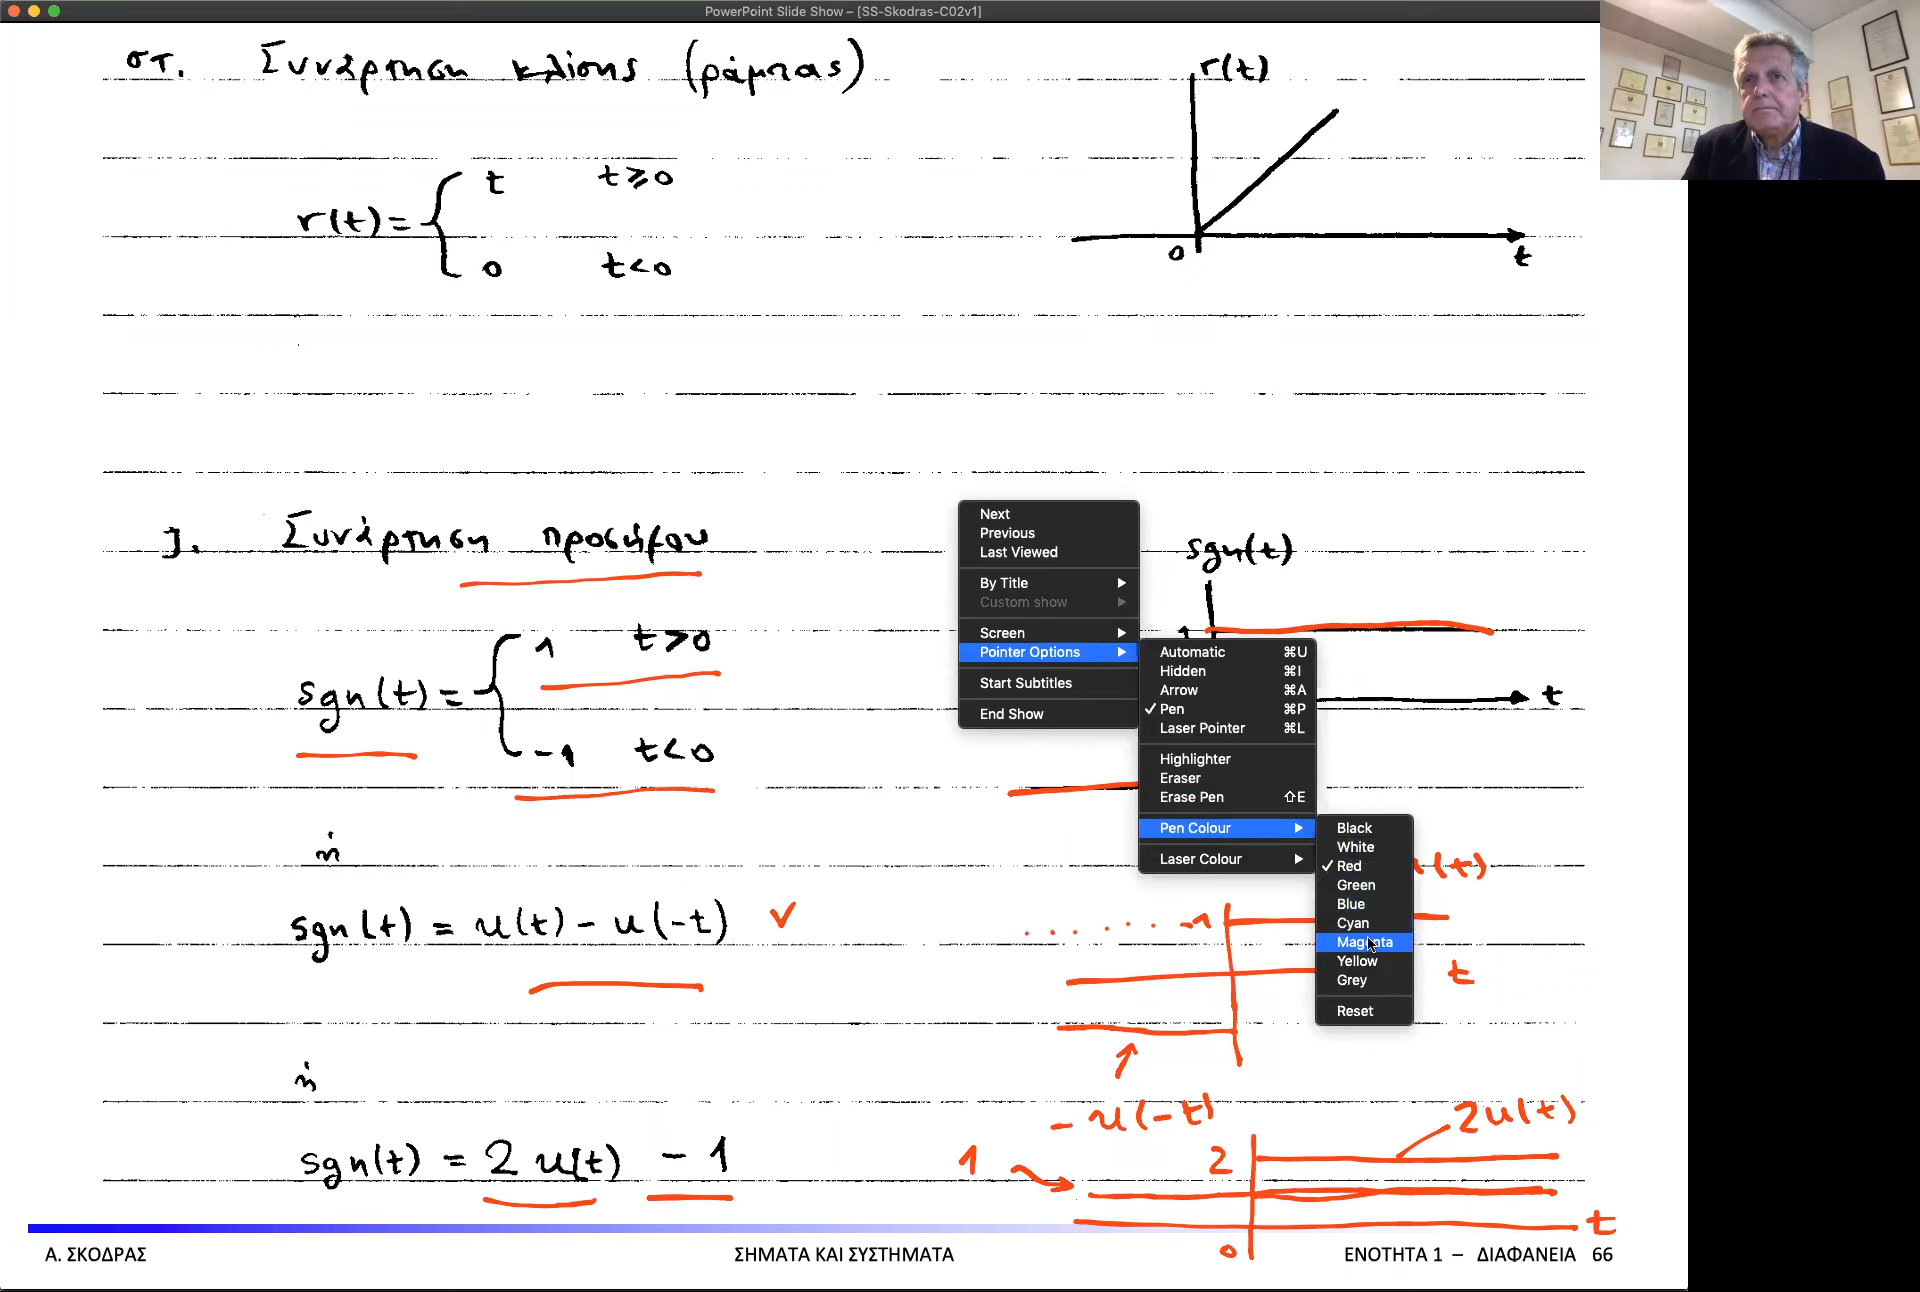 PowerPoint Slide Show – [SS-Skodras-C02v1]
στ. Συνάρτηση κλίσης (ράμπας)
r(t)
t t≥0
r(t)=
0 t<0
0
t
ζ. Συνάρτηση προσήμου
sgn(t)
1
1 t>0
sgn(t)=
-1 t<0
t
ή
sgn(t) = u(t) - u(-t) ✓
(t)
1
t
- u(-t)
ή
sgn(t) = 2 u(t) - 1
2u(t)
1
2
t
0
Next
Previous
Last Viewed
By Title
Custom show
Screen
Pointer Options
Start Subtitles
End Show
Automatic ⌘U
Hidden ⌘I
Arrow ⌘A
✓ Pen ⌘P
Laser Pointer ⌘L
Highlighter
Eraser
Erase Pen ⇧E
Pen Colour
Laser Colour
Black
White
✓ Red
Green
Blue
Cyan
Magenta
Yellow
Grey
Reset
Α. ΣΚΟΔΡΑΣ
ΣΗΜΑΤΑ ΚΑΙ ΣΥΣΤΗΜΑΤΑ
ΕΝΟΤΗΤΑ 1 – ΔΙΑΦΑΝΕΙΑ 66